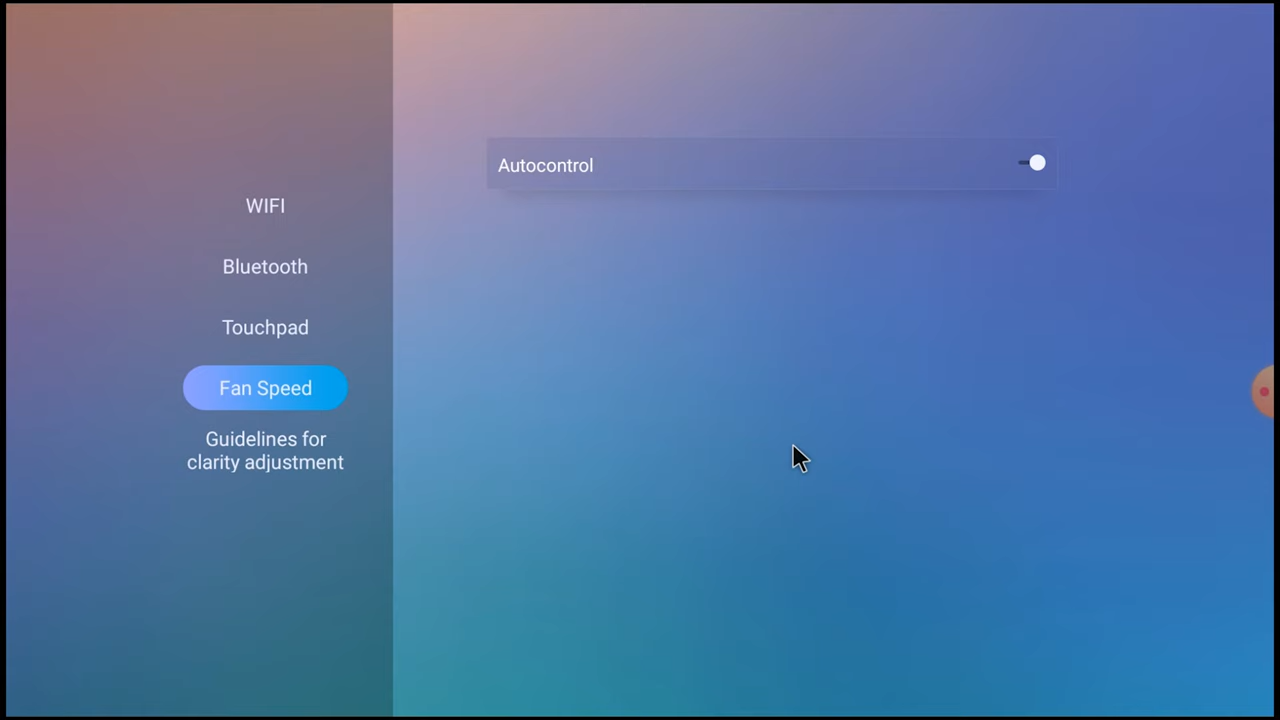 WIFI
Bluetooth
Touchpad
Fan Speed
Guidelines for
clarity adjustment
Autocontrol